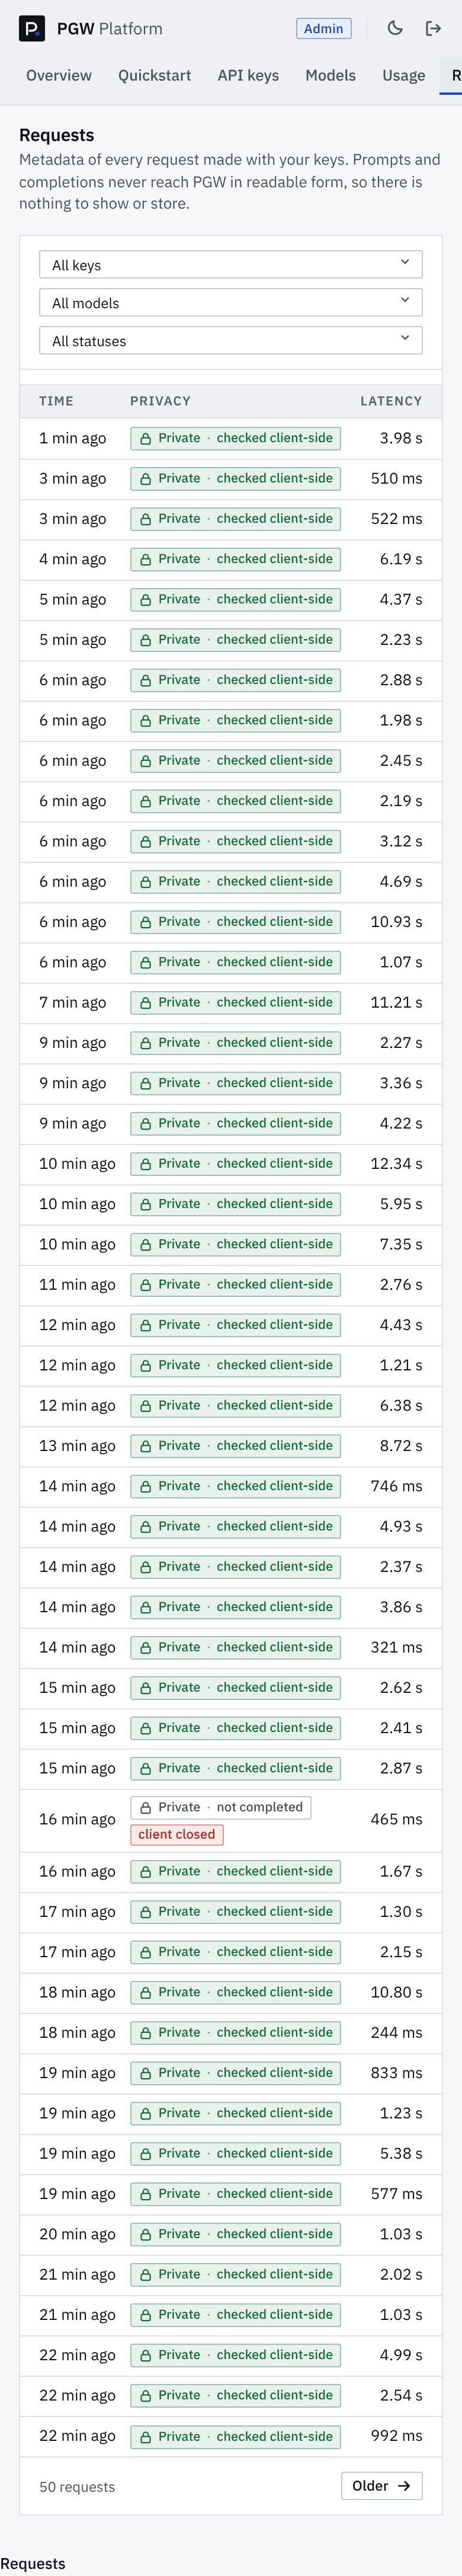 PGW Platform
Admin
Overview Quickstart API keys Models Usage R
Requests
Metadata of every request made with your keys. Prompts and
completions never reach PGW in readable form, so there is
nothing to show or store.
All keys
All models
All statuses
TIME PRIVACY LATENCY
1 min ago Private · checked client-side 3.98 s
3 min ago Private · checked client-side 510 ms
3 min ago Private · checked client-side 522 ms
4 min ago Private · checked client-side 6.19 s
5 min ago Private · checked client-side 4.37 s
5 min ago Private · checked client-side 2.23 s
6 min ago Private · checked client-side 2.88 s
6 min ago Private · checked client-side 1.98 s
6 min ago Private · checked client-side 2.45 s
6 min ago Private · checked client-side 2.19 s
6 min ago Private · checked client-side 3.12 s
6 min ago Private · checked client-side 4.69 s
6 min ago Private · checked client-side 10.93 s
6 min ago Private · checked client-side 1.07 s
7 min ago Private · checked client-side 11.21 s
9 min ago Private · checked client-side 2.27 s
9 min ago Private · checked client-side 3.36 s
9 min ago Private · checked client-side 4.22 s
10 min ago Private · checked client-side 12.34 s
10 min ago Private · checked client-side 5.95 s
10 min ago Private · checked client-side 7.35 s
11 min ago Private · checked client-side 2.76 s
12 min ago Private · checked client-side 4.43 s
12 min ago Private · checked client-side 1.21 s
12 min ago Private · checked client-side 6.38 s
13 min ago Private · checked client-side 8.72 s
14 min ago Private · checked client-side 746 ms
14 min ago Private · checked client-side 4.93 s
14 min ago Private · checked client-side 2.37 s
14 min ago Private · checked client-side 3.86 s
14 min ago Private · checked client-side 321 ms
15 min ago Private · checked client-side 2.62 s
15 min ago Private · checked client-side 2.41 s
15 min ago Private · checked client-side 2.87 s
16 min ago Private · not completed 465 ms
client closed
16 min ago Private · checked client-side 1.67 s
17 min ago Private · checked client-side 1.30 s
17 min ago Private · checked client-side 2.15 s
18 min ago Private · checked client-side 10.80 s
18 min ago Private · checked client-side 244 ms
19 min ago Private · checked client-side 833 ms
19 min ago Private · checked client-side 1.23 s
19 min ago Private · checked client-side 5.38 s
19 min ago Private · checked client-side 577 ms
20 min ago Private · checked client-side 1.03 s
21 min ago Private · checked client-side 2.02 s
21 min ago Private · checked client-side 1.03 s
22 min ago Private · checked client-side 4.99 s
22 min ago Private · checked client-side 2.54 s
22 min ago Private · checked client-side 992 ms
50 requests Older →
Requests